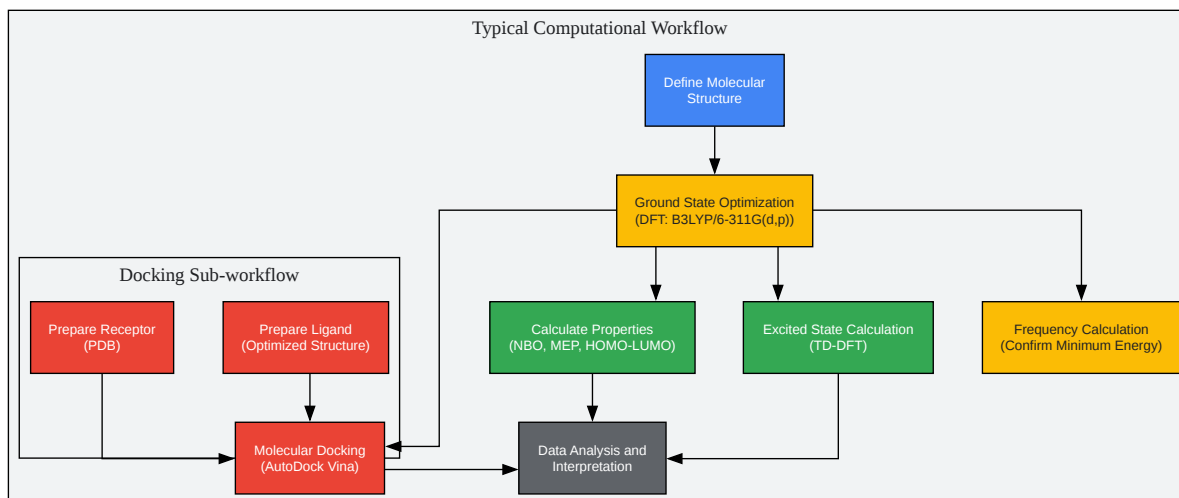 Typical Computational Workflow
Define Molecular
Structure
Ground State Optimization
(DFT: B3LYP/6-311G(d,p))
Docking Sub-workflow
Prepare Receptor
(PDB)
Prepare Ligand
(Optimized Structure)
Calculate Properties
(NBO, MEP, HOMO-LUMO)
Excited State Calculation
(TD-DFT)
Frequency Calculation
(Confirm Minimum Energy)
Molecular Docking
(AutoDock Vina)
Data Analysis and
Interpretation